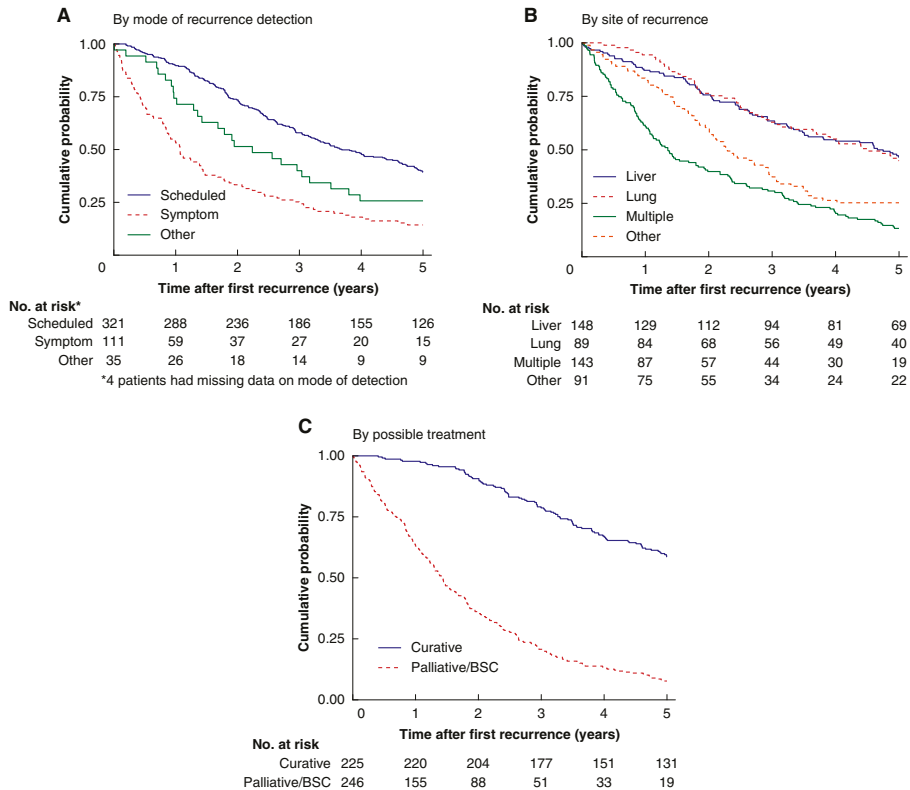 A
By mode of recurrence detection
1.00
0.75
0.50
0.25
Cumulative probability
Scheduled
Symptom
Other
0 1 2 3 4 5
Time after first recurrence (years)
No. at risk*
Scheduled 321 288 236 186 155 126
Symptom 111 59 37 27 20 15
Other 35 26 18 14 9 9
*4 patients had missing data on mode of detection
B
By site of recurrence
1.00
0.75
0.50
0.25
Cumulative probability
Liver
Lung
Multiple
Other
0 1 2 3 4 5
Time after first recurrence (years)
No. at risk
Liver 148 129 112 94 81 69
Lung 89 84 68 56 49 40
Multiple 143 87 57 44 30 19
Other 91 75 55 34 24 22
C
By possible treatment
1.00
0.75
0.50
0.25
0.00
Cumulative probability
Curative
Palliative/BSC
0 1 2 3 4 5
Time after first recurrence (years)
No. at risk
Curative 225 220 204 177 151 131
Palliative/BSC 246 155 88 51 33 19